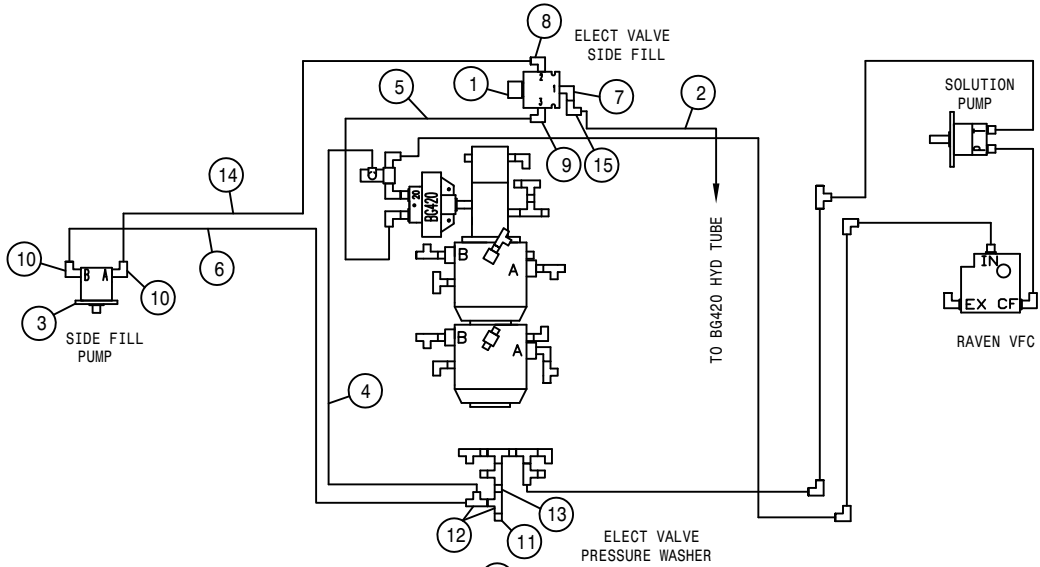 8
ELECT VALVE
SIDE FILL
1
2
1
3
5
7
2
9
15
SOLUTION
PUMP
14
6
20
BG420
10
B A
10
3
SIDE FILL
PUMP
B
A
B
A
4
TO BG420 HYD TUBE
IN
EX CF
RAVEN VFC
13
12
11
ELECT VALVE
PRESSURE WASHER